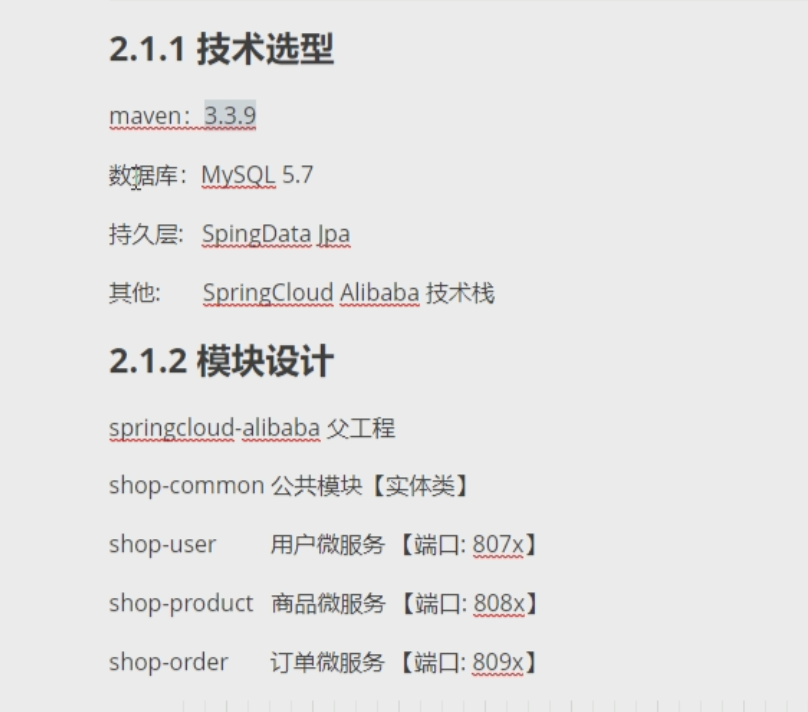 2.1.1 技术选型
maven：3.3.9
数据库：MySQL 5.7
持久层: SpingData Jpa
其他: SpringCloud Alibaba 技术栈
2.1.2 模块设计
springcloud-alibaba 父工程
shop-common 公共模块【实体类】
shop-user 用户微服务 【端口: 807x】
shop-product 商品微服务 【端口: 808x】
shop-order 订单微服务 【端口: 809x】